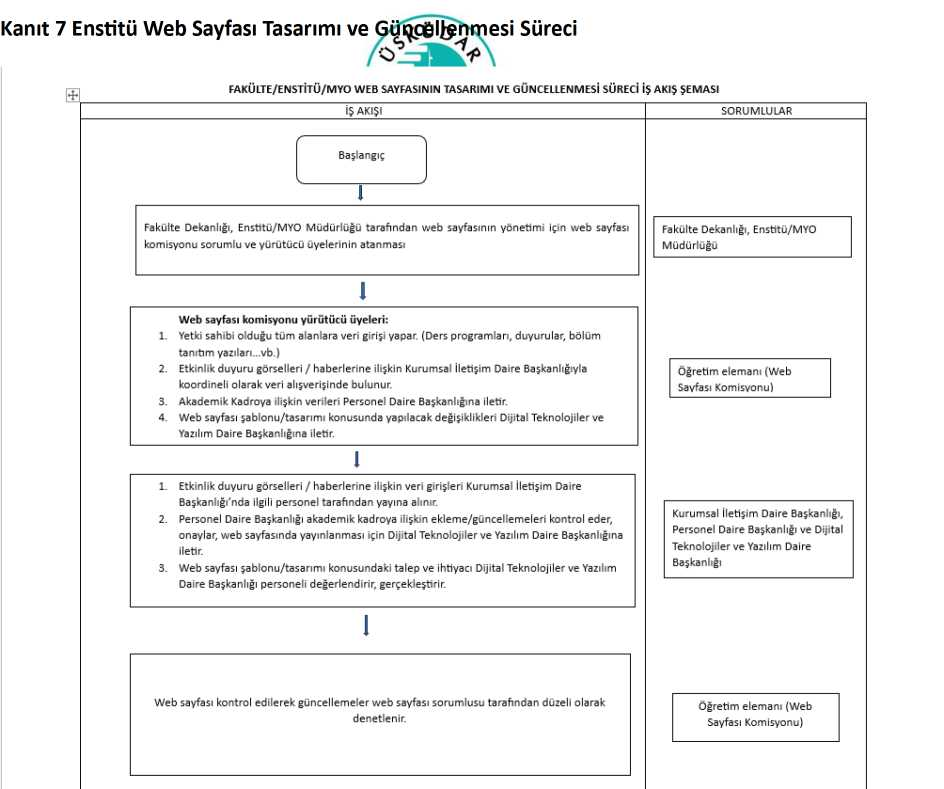 Kanıt 7 Enstitü Web Sayfası Tasarımı ve Güncellenmesi Süreci
ÜSKÜDAR
FAKÜLTE/ENSTİTÜ/MYO WEB SAYFASININ TASARIMI VE GÜNCELLENMESİ SÜRECİ İŞ AKIŞ ŞEMASI
İŞ AKIŞI
SORUMLULAR
Başlangıç
Fakülte Dekanlığı, Enstitü/MYO Müdürlüğü tarafından web sayfasının yönetimi için web sayfası
komisyonu sorumlu ve yürütücü üyelerinin atanması
Fakülte Dekanlığı, Enstitü/MYO
Müdürlüğü
Web sayfası komisyonu yürütücü üyeleri:
1. Yetki sahibi olduğu tüm alanlara veri girişi yapar. (Ders programları, duyurular, bölüm
tanıtım yazıları...vb.)
2. Etkinlik duyuru görselleri / haberlerine ilişkin Kurumsal İletişim Daire Başkanlığıyla
koordineli olarak veri alışverişinde bulunur.
3. Akademik Kadroya ilişkin verileri Personel Daire Başkanlığına iletir.
4. Web sayfası şablonu/tasarımı konusunda yapılacak değişiklikleri Dijital Teknolojiler ve
Yazılım Daire Başkanlığına iletir.
Öğretim elemanı (Web
Sayfası Komisyonu)
1. Etkinlik duyuru görselleri / haberlerine ilişkin veri girişleri Kurumsal İletişim Daire
Başkanlığı'nda ilgili personel tarafından yayına alınır.
2. Personel Daire Başkanlığı akademik kadroya ilişkin ekleme/güncellemeleri kontrol eder,
onaylar, web sayfasında yayınlanması için Dijital Teknolojiler ve Yazılım Daire Başkanlığına
iletir.
3. Web sayfası şablonu/tasarımı konusundaki talep ve ihtiyacı Dijital Teknolojiler ve Yazılım
Daire Başkanlığı personeli değerlendirir, gerçekleştirir.
Kurumsal İletişim Daire Başkanlığı,
Personel Daire Başkanlığı ve Dijital
Teknolojiler ve Yazılım Daire
Başkanlığı
Web sayfası kontrol edilerek güncellemeler web sayfası sorumlusu tarafından düzeli olarak
denetlenir.
Öğretim elemanı (Web
Sayfası Komisyonu)